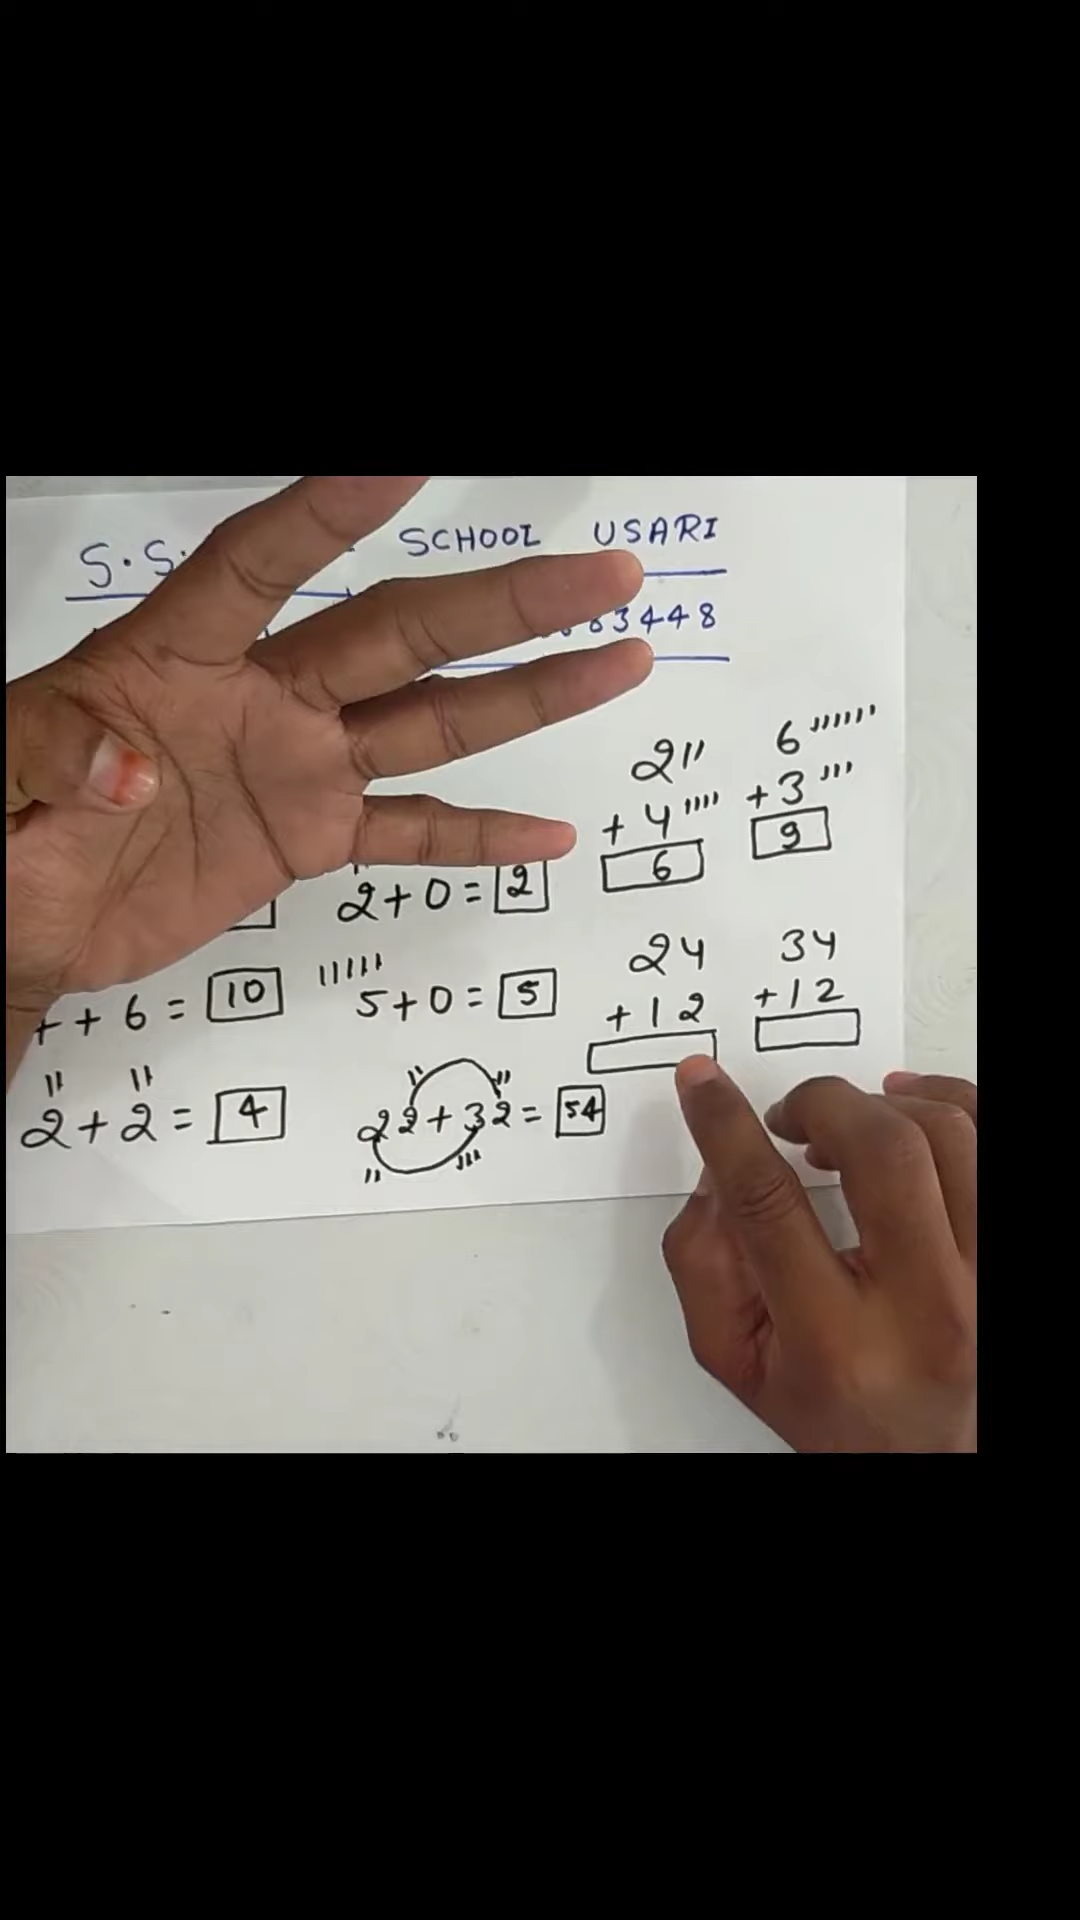 S.S. SCHOOL USARI
83448
2 6
+ 4 + 3
6 9
2 + 0 = 2
24 34
+ 12 + 12
+ 6 = 10 5 + 0 = 5
2 + 2 = 4 22 + 32 = 54